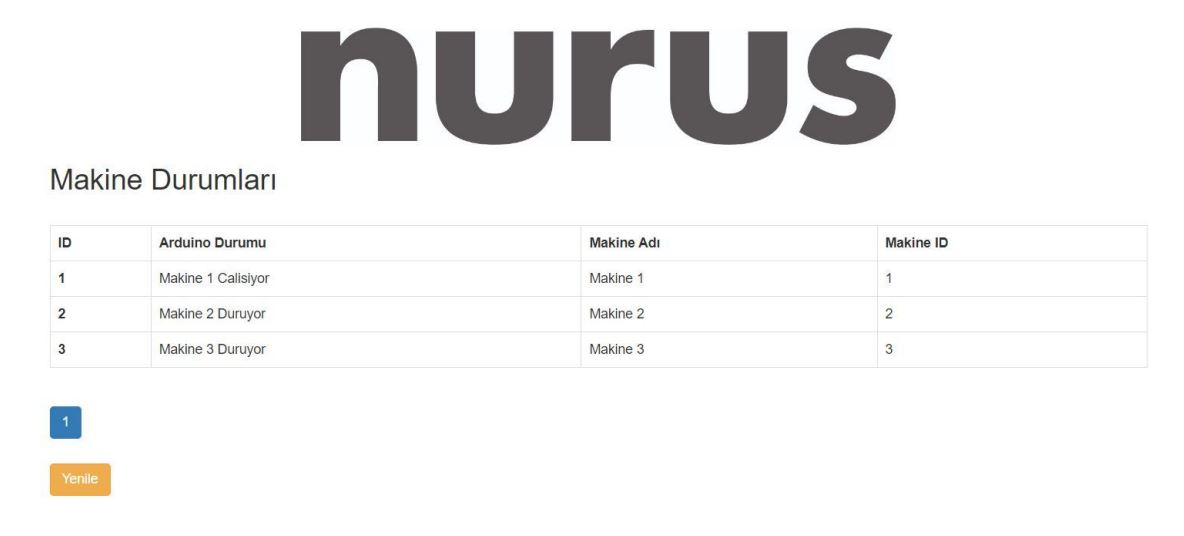 nurus
Makine Durumları
ID Arduino Durumu Makine Adı Makine ID
1 Makine 1 Calisiyor Makine 1 1
2 Makine 2 Duruyor Makine 2 2
3 Makine 3 Duruyor Makine 3 3
1
Yenile